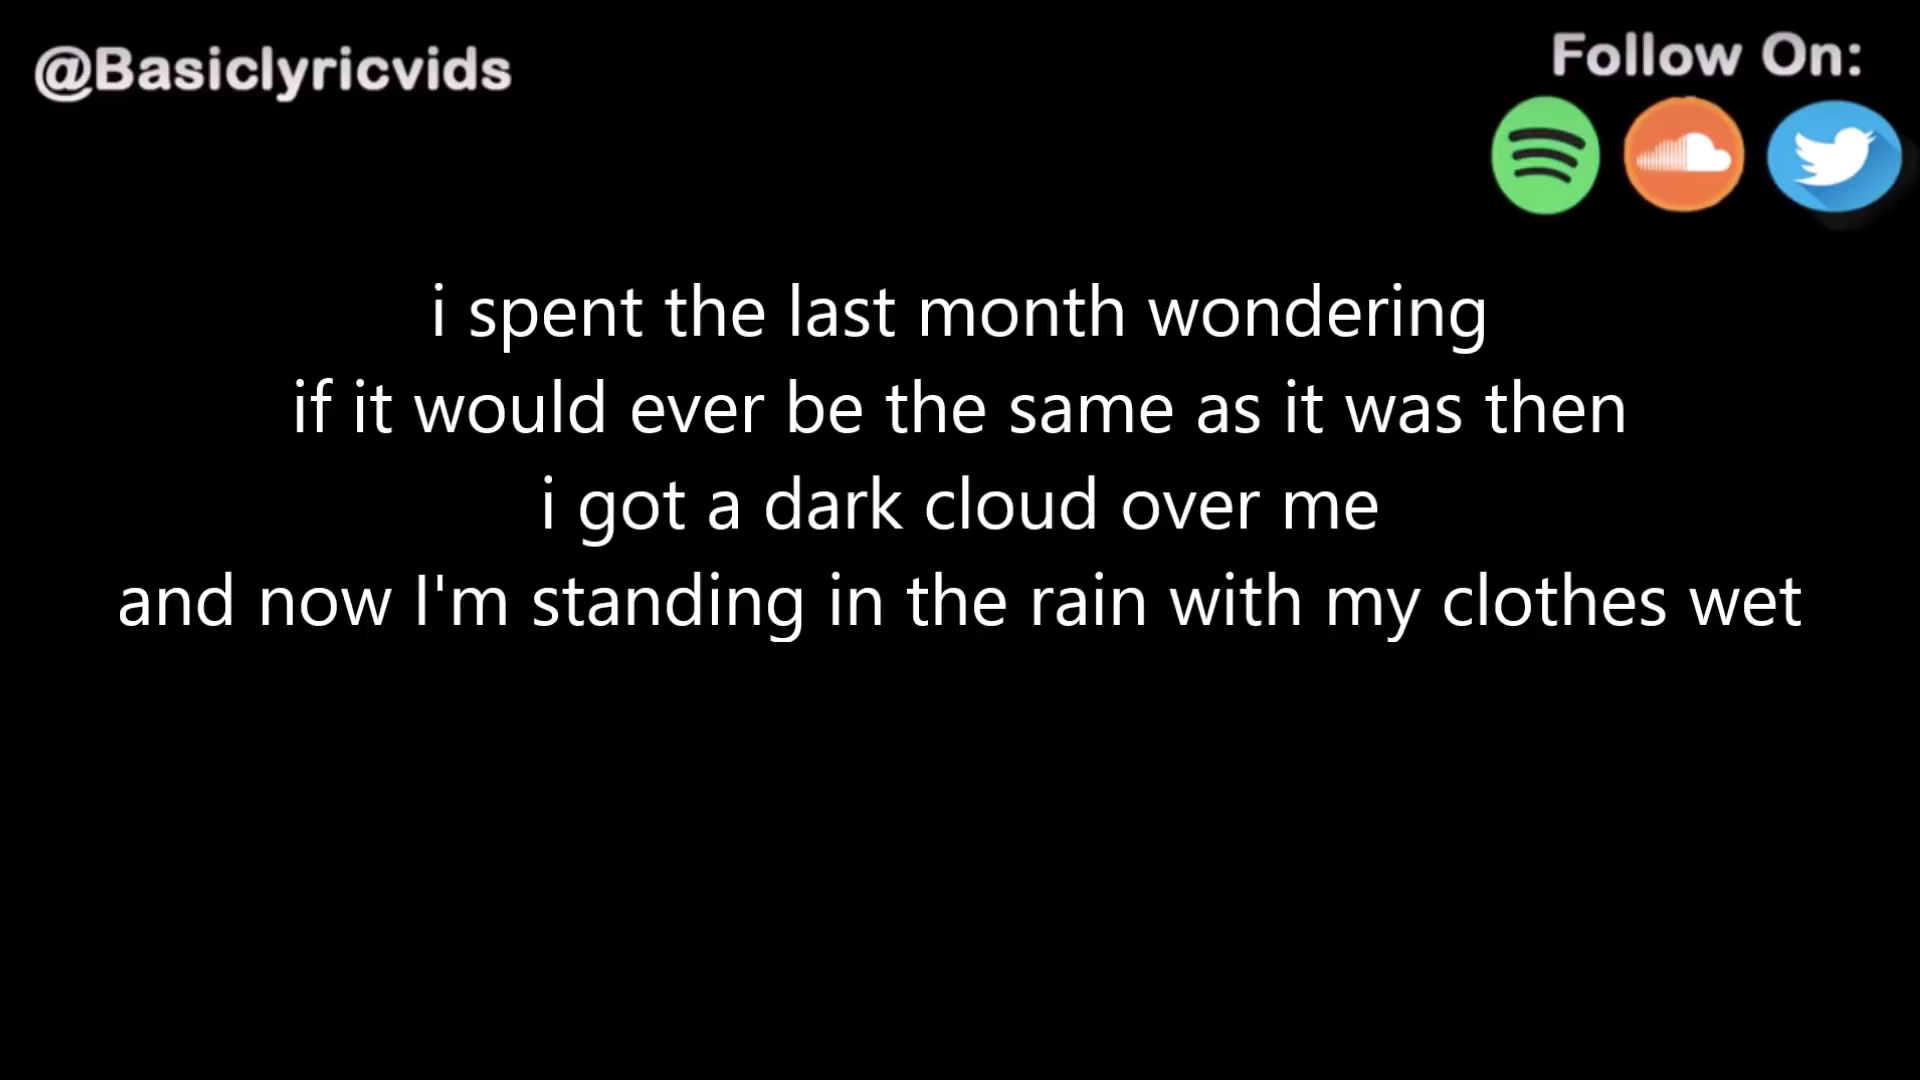 @Basiclyricvids
Follow On:
i spent the last month wondering
if it would ever be the same as it was then
i got a dark cloud over me
and now I'm standing in the rain with my clothes wet